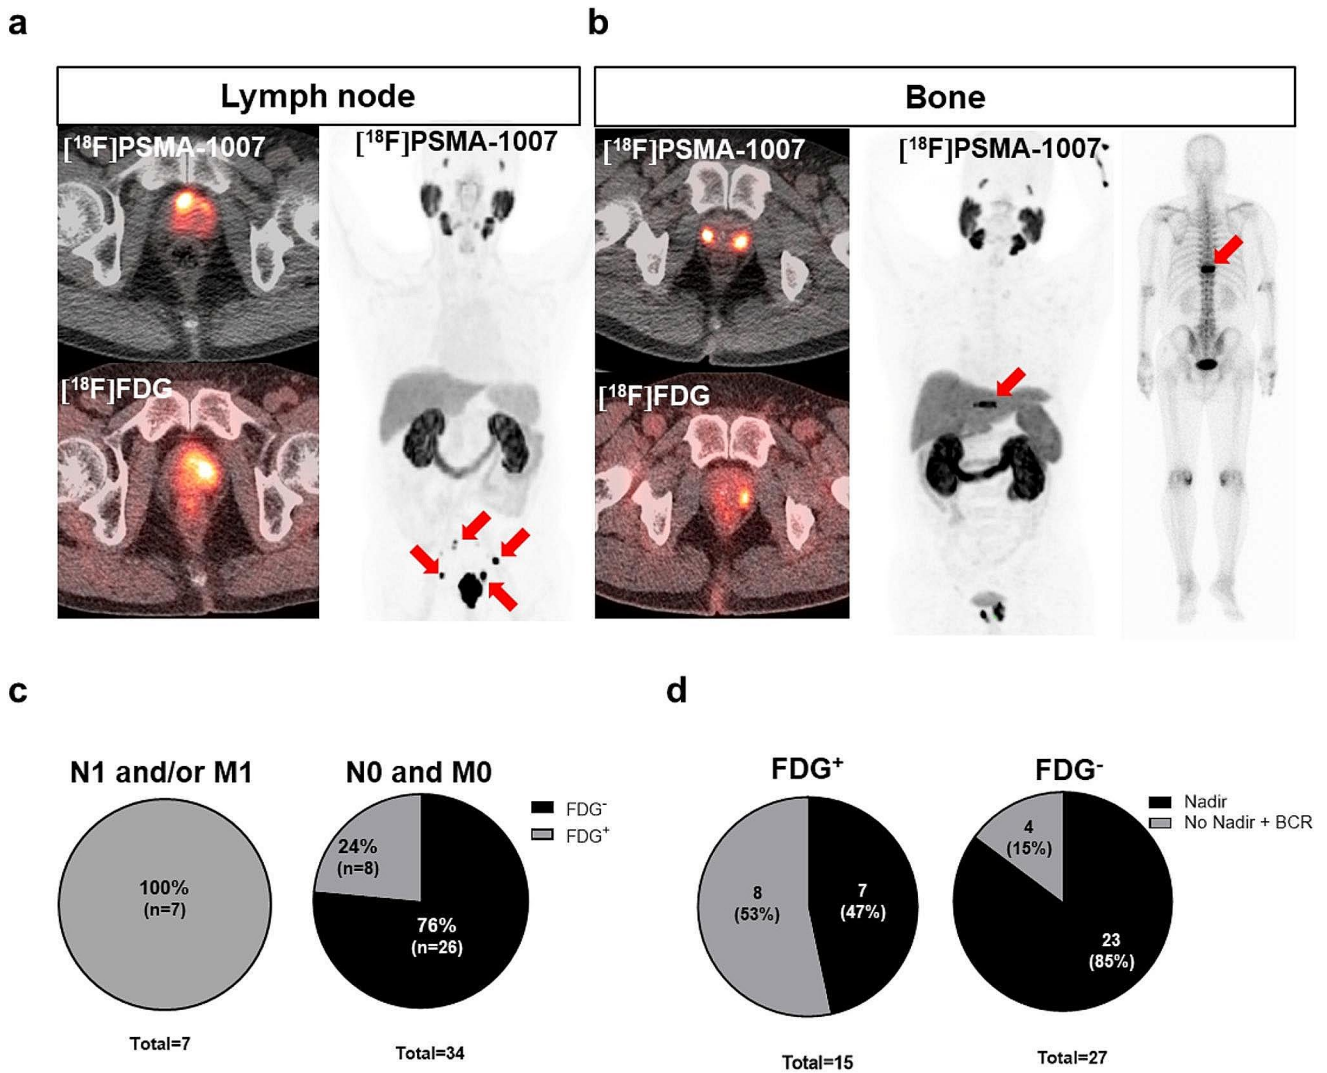 a
b
Lymph node
Bone
[¹⁸F]PSMA-1007
[¹⁸F]PSMA-1007
[¹⁸F]PSMA-1007
[¹⁸F]PSMA-1007
[¹⁸F]FDG
[¹⁸F]FDG
c
d
N1 and/or M1
N0 and M0
FDG⁻
FDG⁺
100%
(n=7)
24%
(n=8)
76%
(n=26)
Total=7
Total=34
FDG⁺
FDG⁻
Nadir
No Nadir + BCR
8
(53%)
7
(47%)
4
(15%)
23
(85%)
Total=15
Total=27